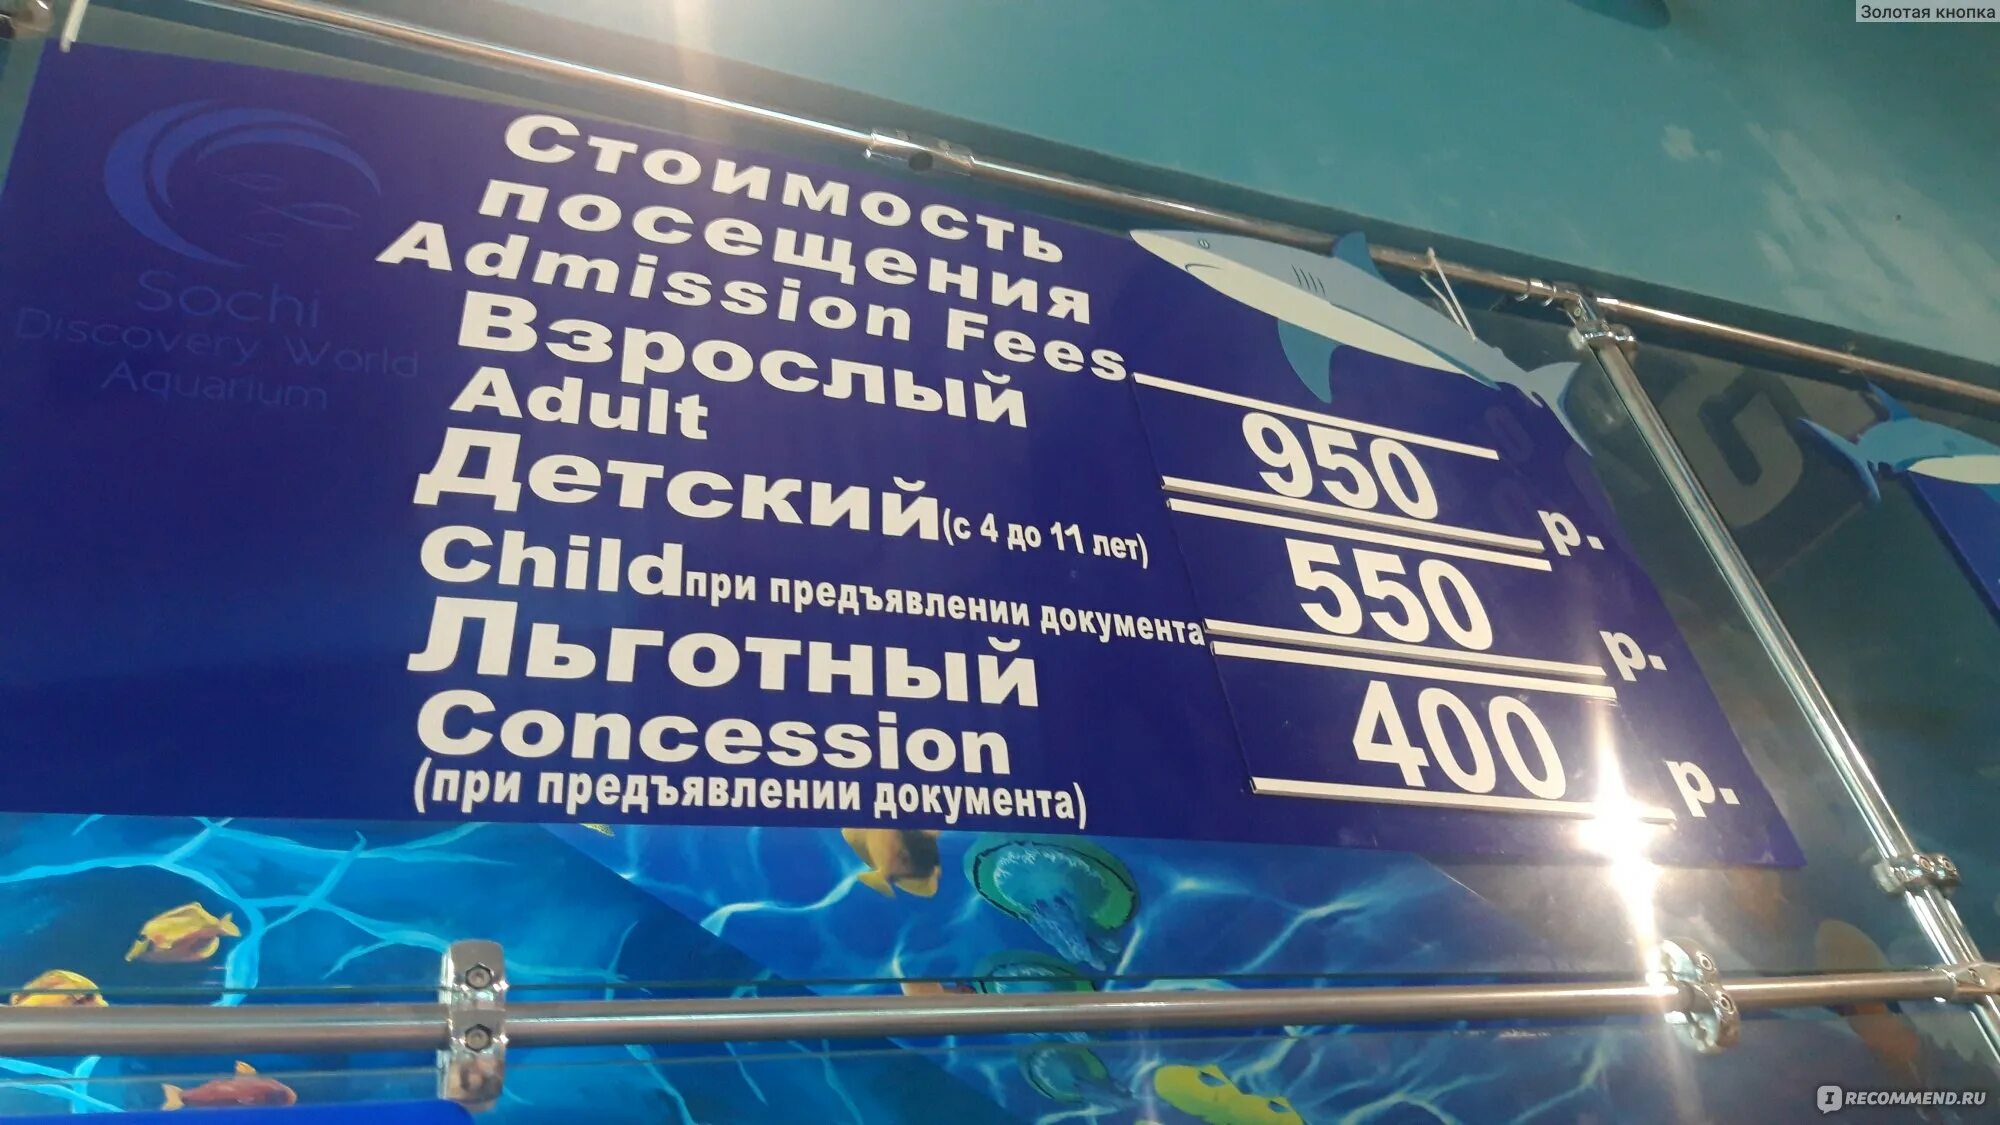 Золотая кнопка
Sochi
Discovery World
Aquarium
Стоимость
посещения
Admission Fees
Взрослый
Adult
950 р.
Детский (с 4 до 11 лет)
Child при предъявлении документа
550 р.
Льготный
Concession
(при предъявлении документа)
400 р.
IRECOMMEND.RU